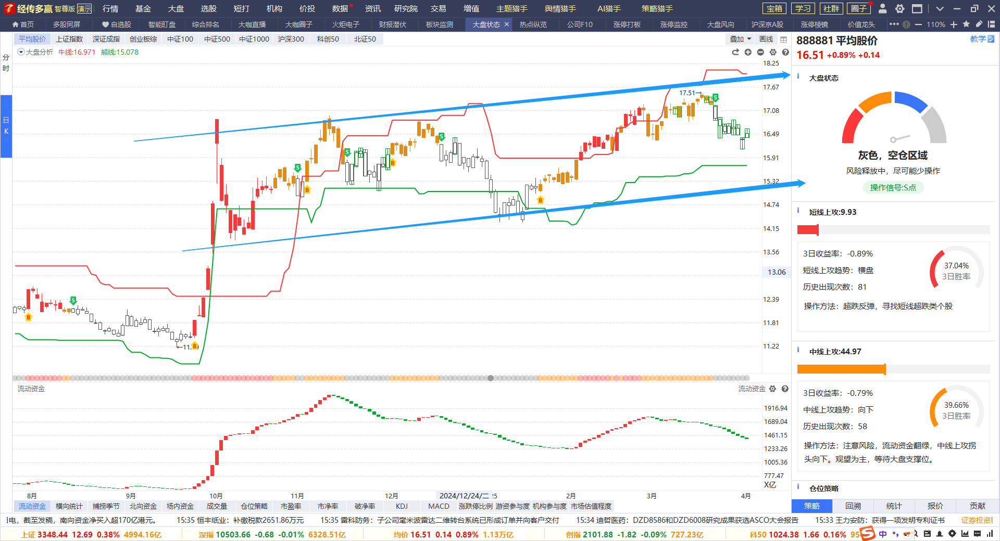 经传多赢 智尊版 演示 行情 基金 大盘 选股 短打 机构 价投 数据 资讯 研究院 交易 增值 主题猎手 舆情猎手 AI猎手 策略猎手 宝箱 学习 社群 圈子
首页 多股同屏 自选股 智能盯盘 综合排名 大咖直播 大咖圈子 火炬电子 财报潜伏 板块监测 大盘状态 × 热点纵览 公司F10 涨停打板 涨停监控 大盘风向 沪深京A股 涨停棱镜 价值龙头 110%
平均股价 上证指数 深证成指 创业板综 中证100 中证500 中证1000 沪深300 科创50 北证50 叠加 画线
大盘分析 牛线:16.971 熊线:15.078
分时
日K
18.25
17.67
17.08
16.49
15.91
15.32
14.74
14.15
13.56
13.06
12.39
11.81
11.22
17.51→
S
S
S
S
S
B
B
B
B
B
流动资金
流动资金
1916.94
1689.04
1461.15
1233.26
1005.36
777.47
X亿
8月 9月 10月 11月 12月 2024/12/24/二 2月 3月 4月
流动资金 横向统计 捕捞季节 北向资金 场内资金 成交量 仓位策略 市盈率 市净率 破净率 KDJ MACD 涨跌停比例 游资参与度 机构参与度 市场估值程度
888881 平均股价 教学
16.51 +0.89% +0.14
大盘状态
灰色，空仓区域
风险释放中，尽可能少操作
操作信号:S点
短线上攻:9.93
3日收益率：-0.89%
短线上攻趋势：横盘
历史出现次数：81
37.04%
3日胜率
操作方法：超跌反弹，寻找短线超跌类个股
中线上攻:44.97
3日收益率：-0.79%
中线上攻趋势：向下
历史出现次数：58
39.66%
3日胜率
操作方法：注意风险，流动资金翻绿，中线上攻拐
头向下。观望为主，等待大盘支撑位。
仓位策略
策略 回溯 统计 报价 贡献
电，截至发稿，南向资金净买入超170亿港元。 15:35 恒丰纸业：补缴税款2651.86万元 15:35 雷科防务：子公司毫米波雷达二维转台系统已形成订单并向客户交付 15:34 迪哲医药：DZD8586和DZD6008研究成果获选ASCO大会报告 15:33 王力安防：获得一项发明专利证书 证券投资
上证 3348.44 12.69 0.38% 4994.16亿 深指 10503.66 -0.68 -0.01% 6328.51亿 均价 16.51 0.14 0.89% 1.13万亿 创指 2101.88 -1.82 -0.09% 727.23亿 科50 1024.38 1.66 0.16% 中